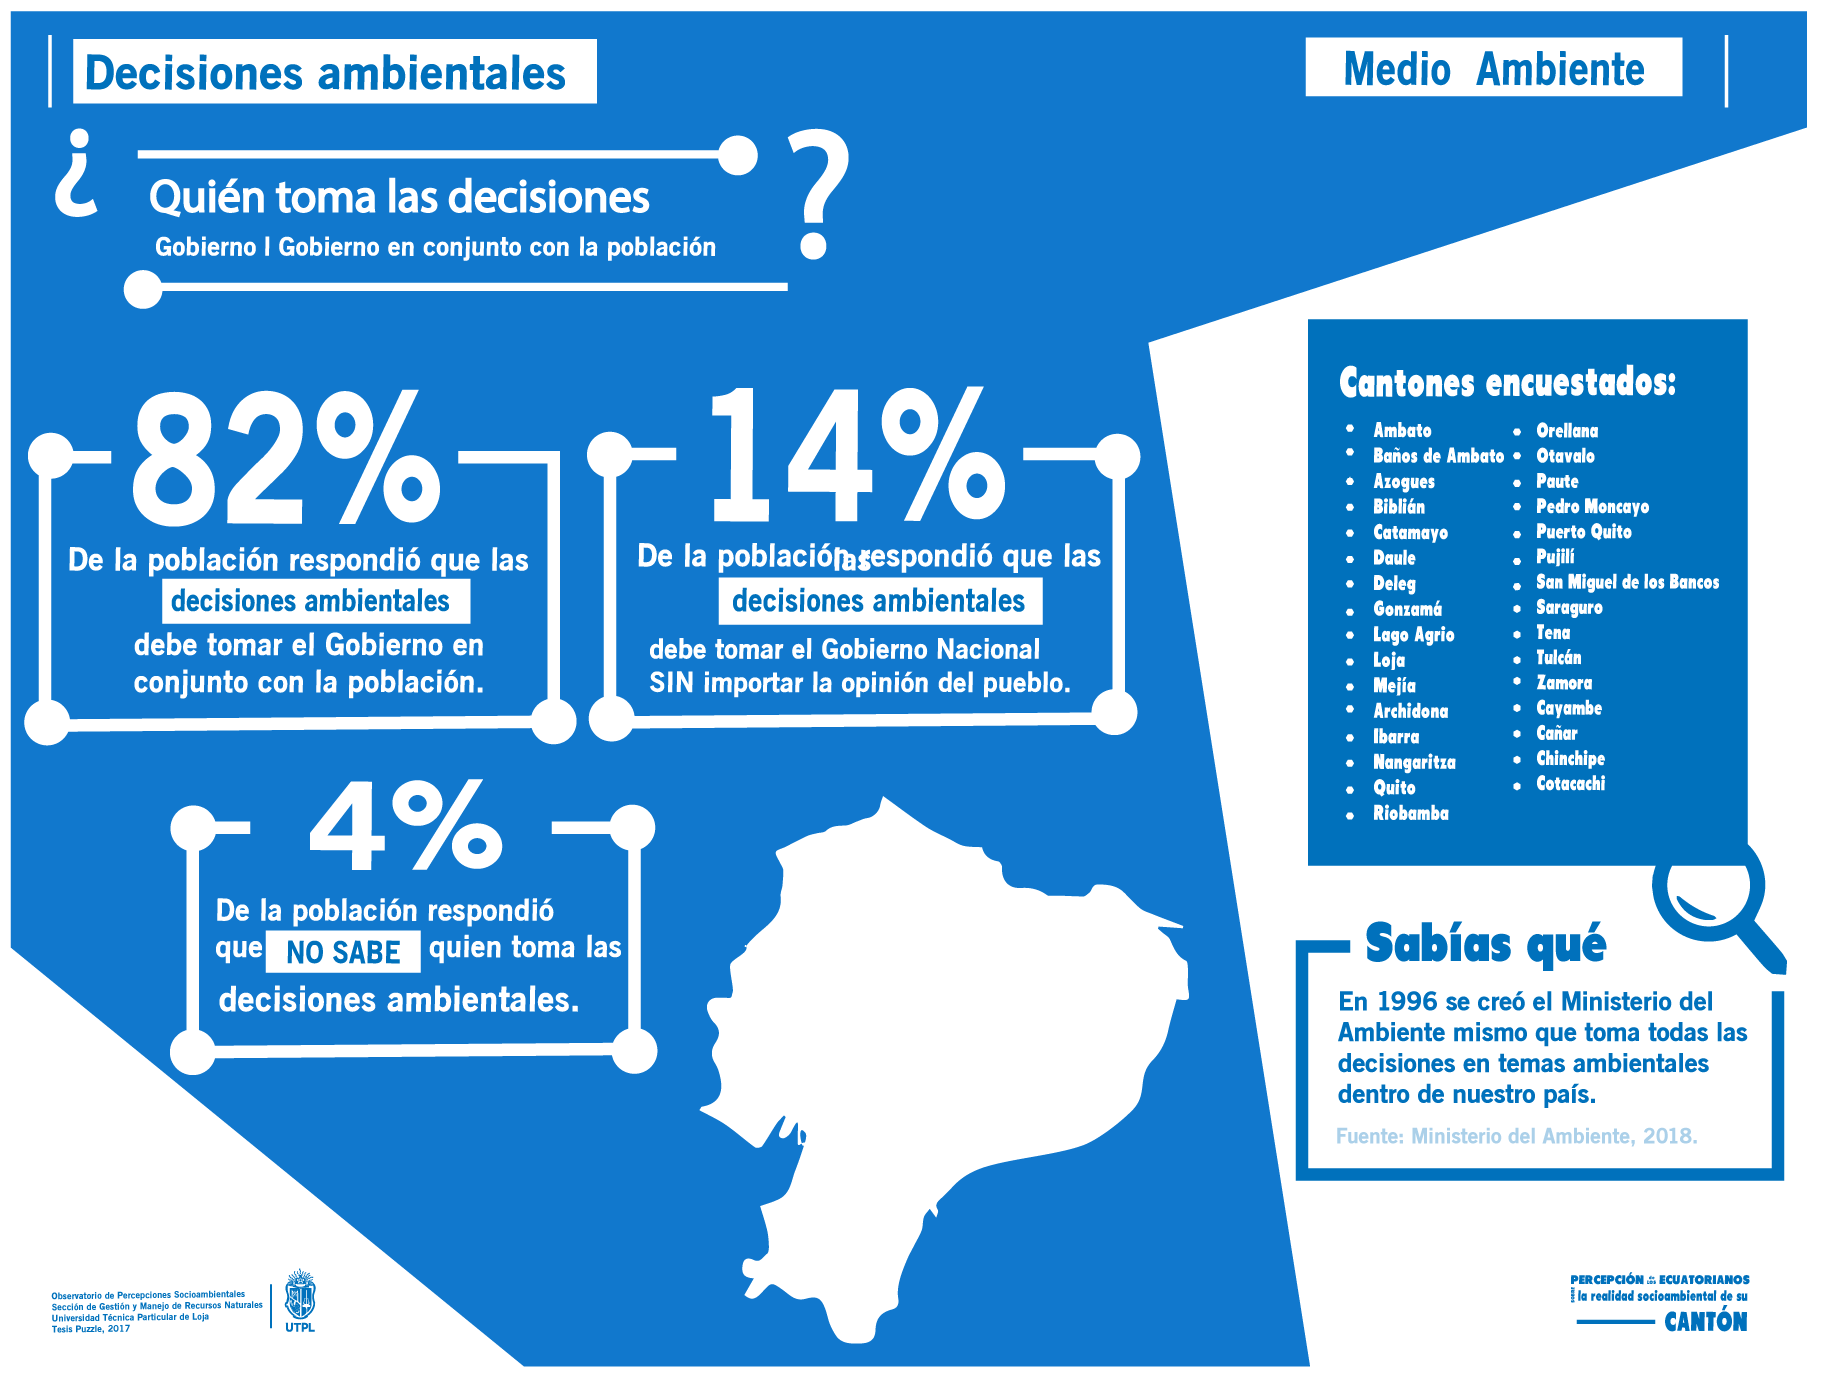 Decisiones ambientales
Medio Ambiente
¿
Quién toma las decisiones
?
Gobierno I Gobierno en conjunto con la población
82%
De la población respondió que las
decisiones ambientales
debe tomar el Gobierno en
conjunto con la población.
14%
De la población respondió que las
las
decisiones ambientales
debe tomar el Gobierno Nacional
SIN importar la opinión del pueblo.
4%
De la población respondió
que NO SABE quien toma las
decisiones ambientales.
Cantones encuestados:
• Ambato
• Baños de Ambato
• Azogues
• Biblián
• Catamayo
• Daule
• Deleg
• Gonzamá
• Lago Agrio
• Loja
• Mejía
• Archidona
• Ibarra
• Nangaritza
• Quito
• Riobamba
• Orellana
• Otavalo
• Paute
• Pedro Moncayo
• Puerto Quito
• Pujilí
• San Miguel de los Bancos
• Saraguro
• Tena
• Tulcán
• Zamora
• Cayambe
• Cañar
• Chinchipe
• Cotacachi
Sabías qué
En 1996 se creó el Ministerio del
Ambiente mismo que toma todas las
decisiones en temas ambientales
dentro de nuestro país.
Fuente: Ministerio del Ambiente, 2018.
Observatorio de Percepciones Socioambientales
Sección de Gestión y Manejo de Recursos Naturales
Universidad Técnica Particular de Loja
Tesis Puzzle, 2017
UTPL
PERCEPCIÓN de los ECUATORIANOS
sobre la realidad socioambiental de su
CANTÓN